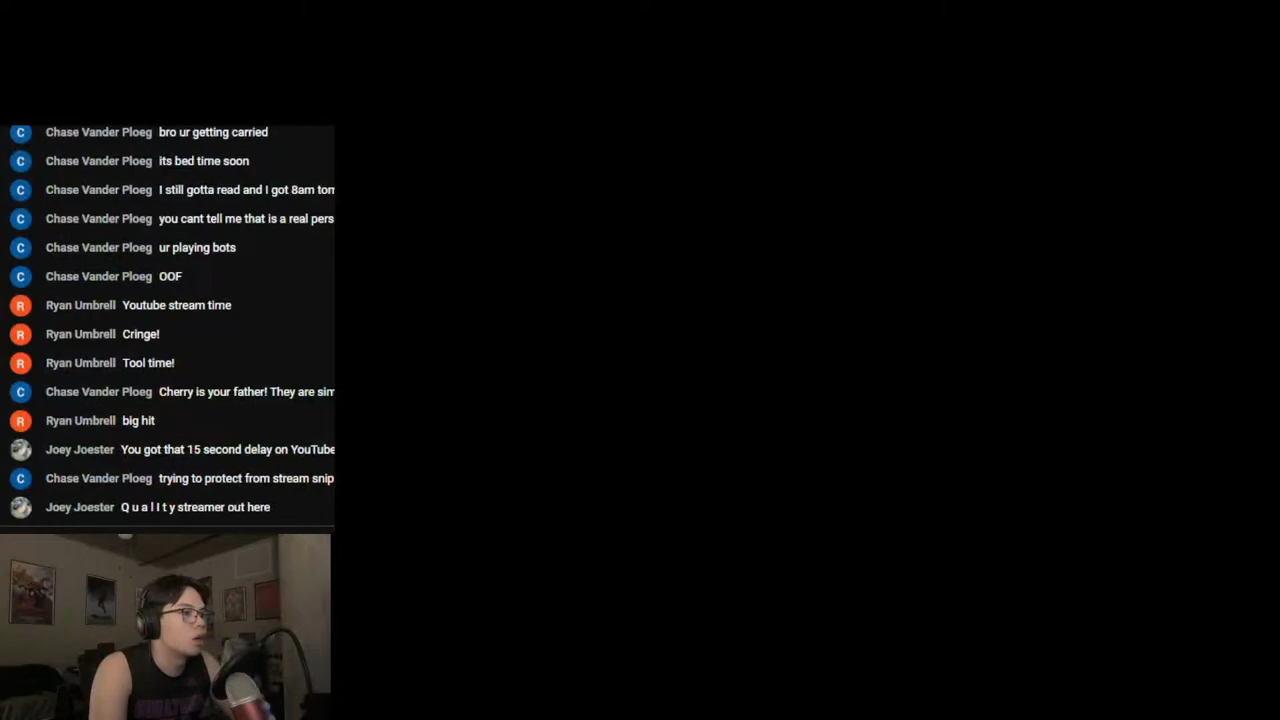 C Chase Vander Ploeg bro ur getting carried
C Chase Vander Ploeg its bed time soon
C Chase Vander Ploeg I still gotta read and I got 8am tom
C Chase Vander Ploeg you cant tell me that is a real pers
C Chase Vander Ploeg ur playing bots
C Chase Vander Ploeg OOF
R Ryan Umbrell Youtube stream time
R Ryan Umbrell Cringe!
R Ryan Umbrell Tool time!
C Chase Vander Ploeg Cherry is your father! They are sim
R Ryan Umbrell big hit
Joey Joester You got that 15 second delay on YouTube
C Chase Vander Ploeg trying to protect from stream snip
Joey Joester Q u a l I t y streamer out here